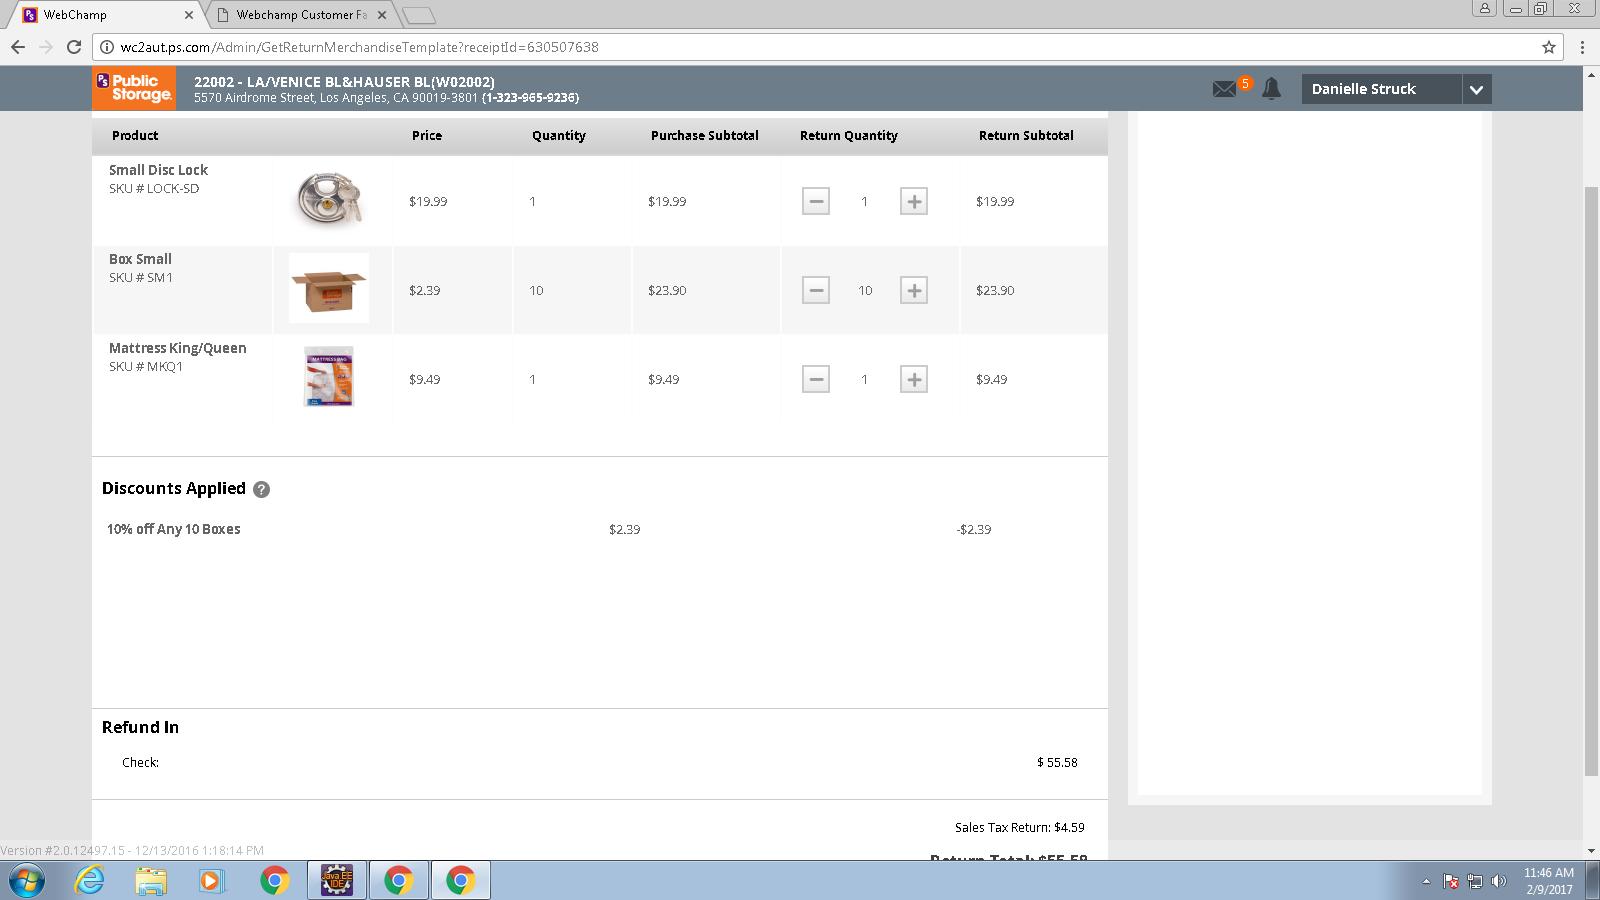 WebChamp
Webchamp Customer Fa
wc2aut.ps.com/Admin/GetReturnMerchandiseTemplate?receiptId=630507638
PS Public Storage
22002 - LA/VENICE BL&HAUSER BL(W02002)
5570 Airdrome Street, Los Angeles, CA 90019-3801 (1-323-965-9236)
5
Danielle Struck
Product Price Quantity Purchase Subtotal Return Quantity Return Subtotal
Small Disc Lock
SKU # LOCK-SD
$19.99 1 $19.99 1 $19.99
Box Small
SKU # SM1
$2.39 10 $23.90 10 $23.90
Mattress King/Queen
SKU # MKQ1
MATTRESS BAG
$9.49 1 $9.49 1 $9.49
Discounts Applied ?
10% off Any 10 Boxes $2.39 -$2.39
Refund In
Check: $ 55.58
Sales Tax Return: $4.59
Return Total: $55.58
Version #2.0.12497.15 - 12/13/2016 1:18:14 PM
Java EE
IDE
11:46 AM
2/9/2017